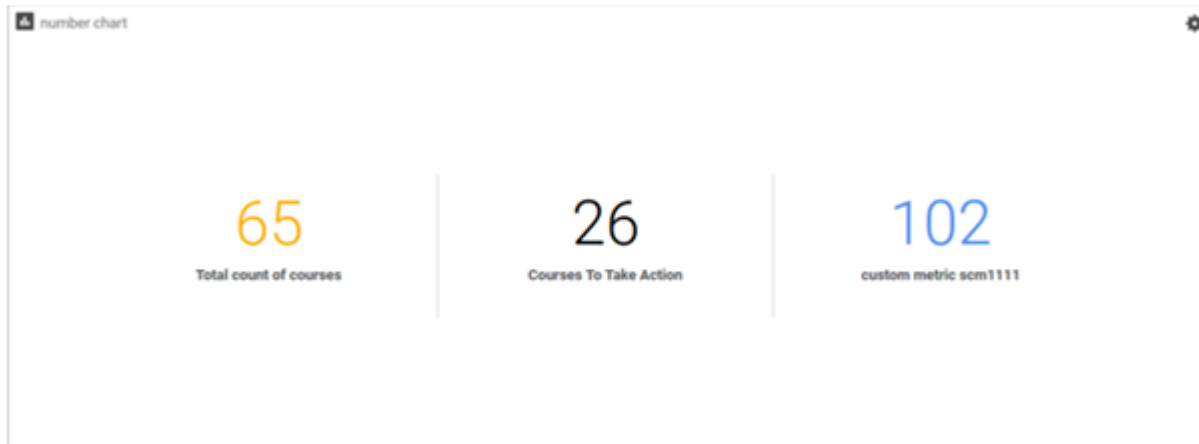 number chart
65
Total count of courses
26
Courses To Take Action
102
custom metric scm1111